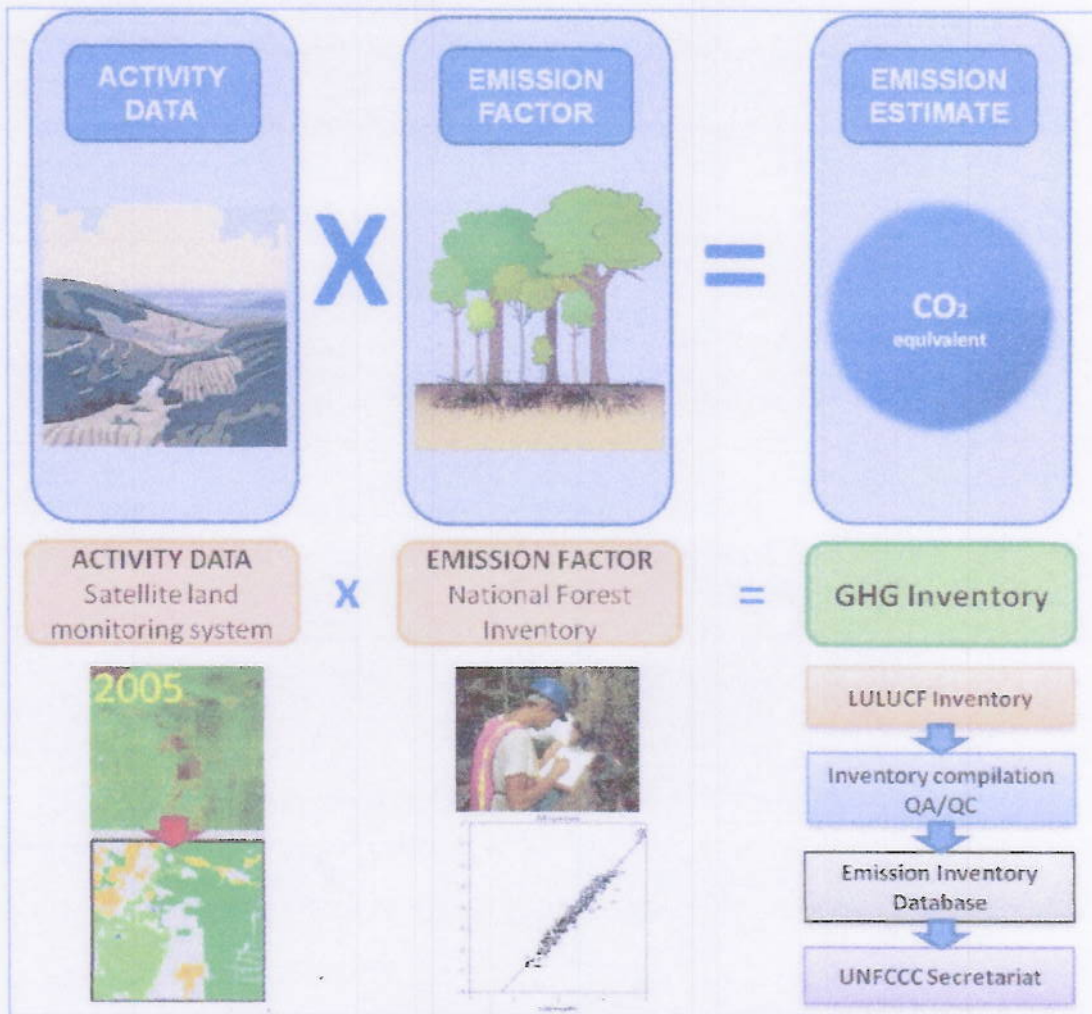 ACTIVITY
DATA
X
EMISSION
FACTOR
=
EMISSION
ESTIMATE
CO₂
equivalent
ACTIVITY DATA
Satellite land
monitoring system
x
EMISSION FACTOR
National Forest
Inventory
=
GHG Inventory
2005
LULUCF Inventory
Inventory compilation
QA/QC
Emission Inventory
Database
UNFCCC Secretariat